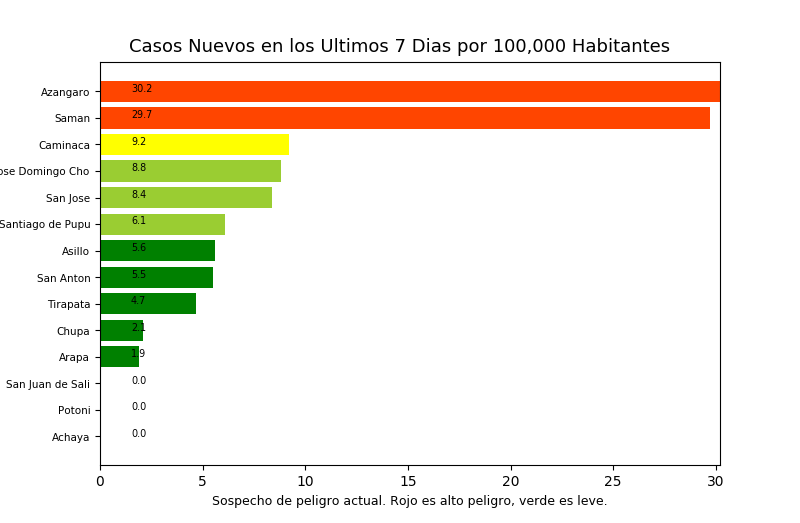 Casos Nuevos en los Ultimos 7 Dias por 100,000 Habitantes
Azangaro 30.2
Saman 29.7
Caminaca 9.2
ose Domingo Cho 8.8
San Jose 8.4
Santiago de Pupu 6.1
Asillo 5.6
San Anton 5.5
Tirapata 4.7
Chupa 2.1
Arapa 1.9
San Juan de Sali 0.0
Potoni 0.0
Achaya 0.0
0 5 10 15 20 25 30
Sospecho de peligro actual. Rojo es alto peligro, verde es leve.